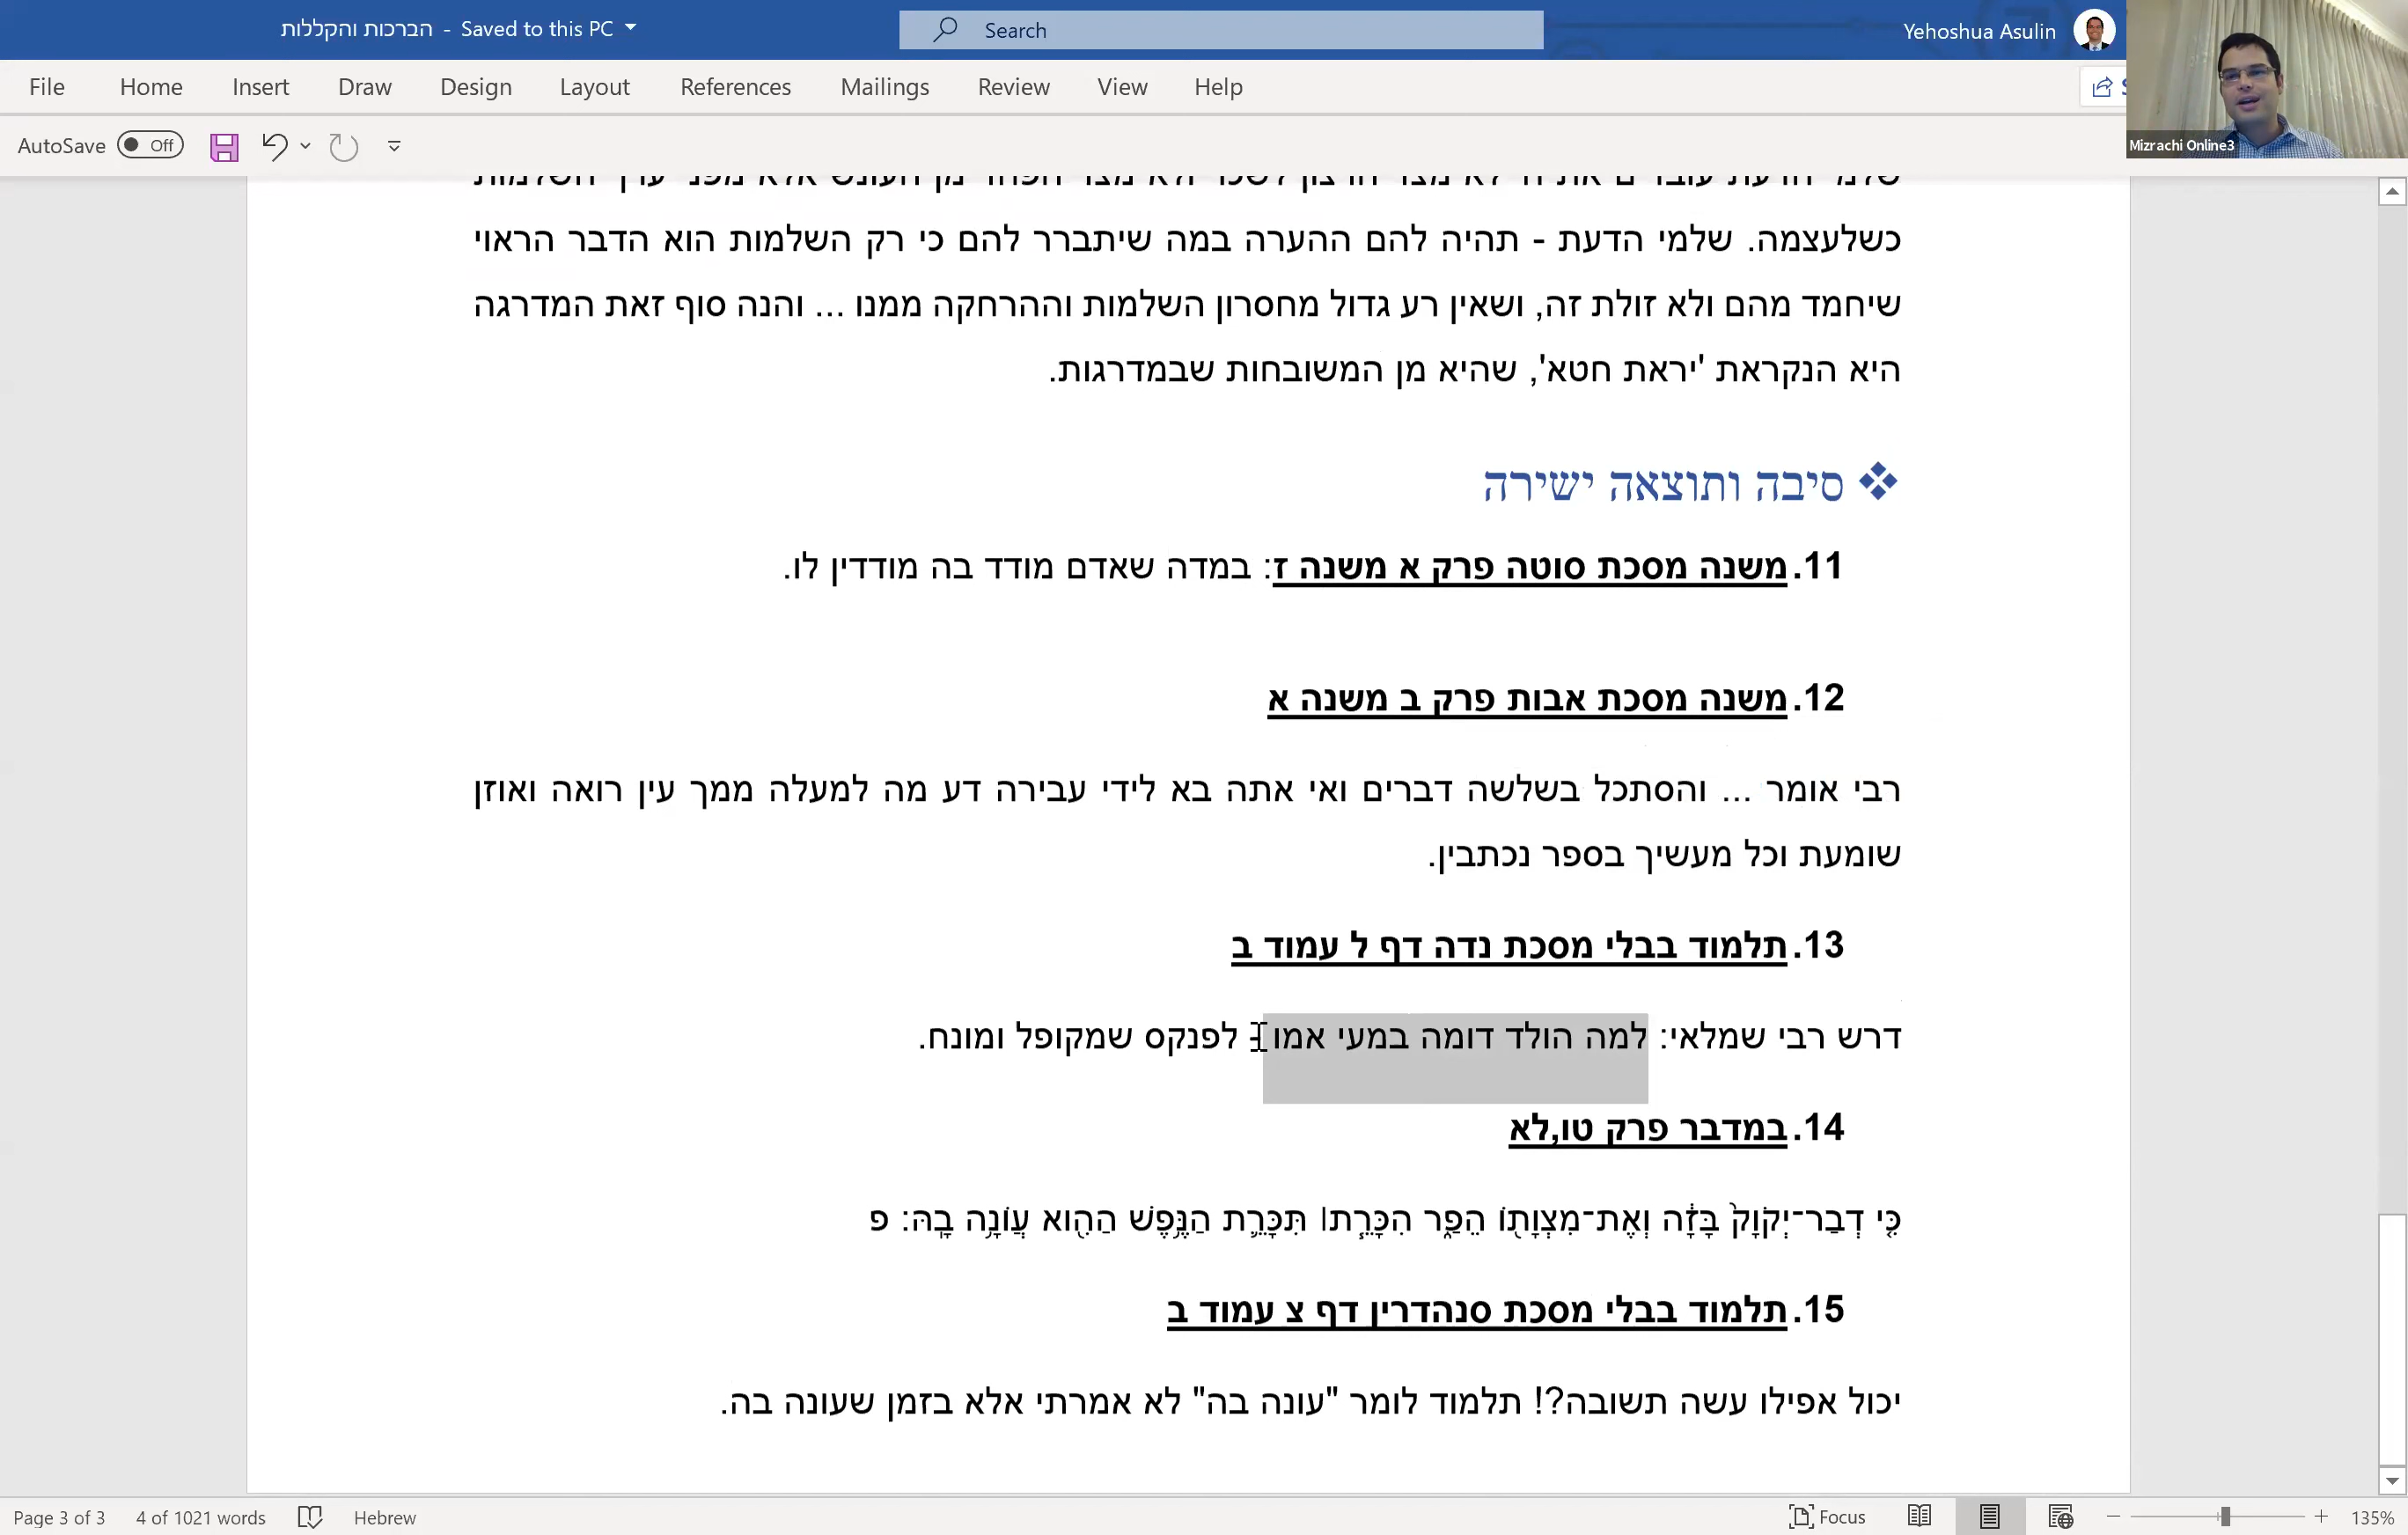 הברכות והקללות - Saved to this PC
Search
Yehoshua Asulin
File Home Insert Draw Design Layout References Mailings Review View Help
Mizrachi Online3
AutoSave Off
כשלעצמה. שלמי הדעת - תהיה להם ההערה במה שיתברר להם כי רק השלמות הוא הדבר הראוי
שיחמד מהם ולא זולת זה, ושאין רע גדול מחסרון השלמות וההרחקה ממנו ... והנה סוף זאת המדרגה
היא הנקראת 'יראת חטא', שהיא מן המשובחות שבמדרגות.
❖ סיבה ותוצאה ישירה
11. משנה מסכת סוטה פרק א משנה ז: במדה שאדם מודד בה מודדין לו.
12. משנה מסכת אבות פרק ב משנה א
רבי אומר ... והסתכל בשלשה דברים ואי אתה בא לידי עבירה דע מה למעלה ממך עין רואה ואוזן
שומעת וכל מעשיך בספר נכתבין.
13. תלמוד בבלי מסכת נדה דף ל עמוד ב
דרש רבי שמלאי: למה הולד דומה במעי אמו - לפנקס שמקופל ומונח.
14. במדבר פרק טו,לא
כִּ֤י דְבַר־יְקֹוָק֙ בָּזָ֔ה וְאֶת־מִצְוָת֖וֹ הֵפַ֑ר הִכָּרֵ֧ת׀ תִּכָּרֵ֛ת הַנֶּ֥פֶשׁ הַהִ֖וא עֲוֺנָ֥ה בָֽהּ: פ
15. תלמוד בבלי מסכת סנהדרין דף צ עמוד ב
יכול אפילו עשה תשובה?! תלמוד לומר "עונה בה" לא אמרתי אלא בזמן שעונה בה.
Page 3 of 3 4 of 1021 words Hebrew Focus 135%